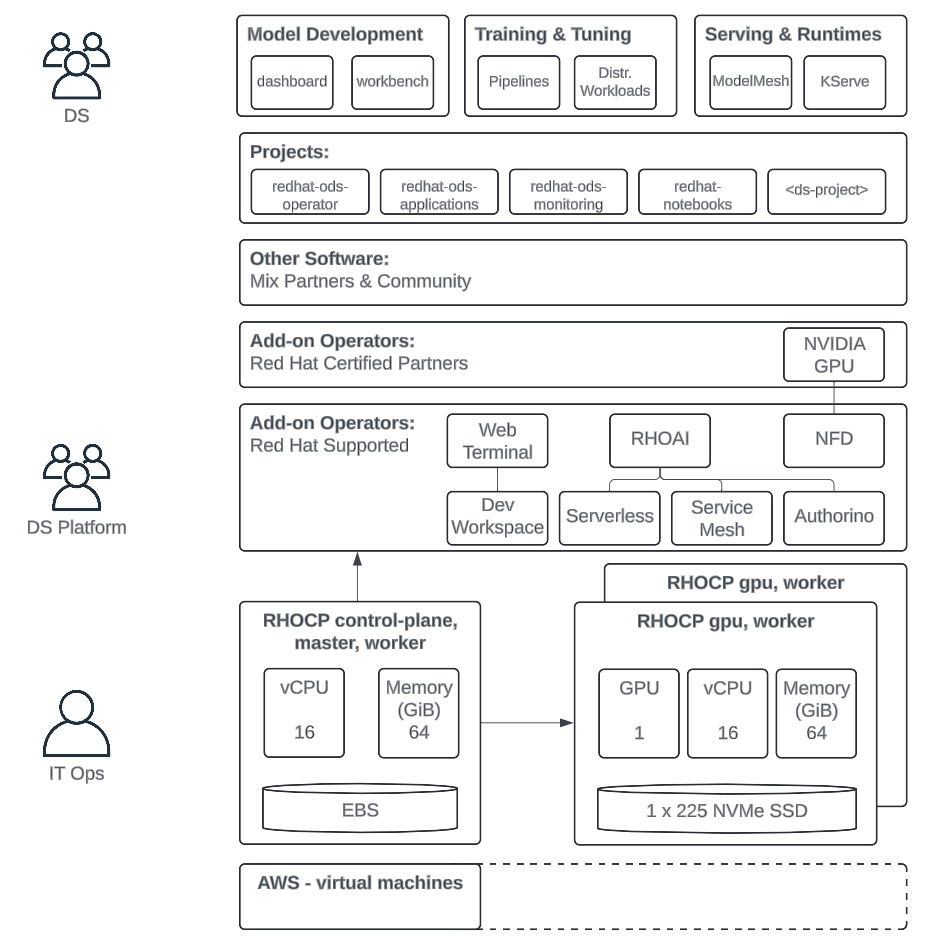 DS
Model Development
dashboard
workbench
Training & Tuning
Pipelines
Distr.
Workloads
Serving & Runtimes
ModelMesh
KServe
Projects:
redhat-ods-
operator
redhat-ods-
applications
redhat-ods-
monitoring
redhat-
notebooks
<ds-project>
Other Software:
Mix Partners & Community
Add-on Operators:
Red Hat Certified Partners
NVIDIA
GPU
DS Platform
Add-on Operators:
Red Hat Supported
Web
Terminal
RHOAI
NFD
Dev
Workspace
Serverless
Service
Mesh
Authorino
IT Ops
RHOCP control-plane,
master, worker
vCPU
16
Memory
(GiB)
64
EBS
RHOCP gpu, worker
RHOCP gpu, worker
GPU
1
vCPU
16
Memory
(GiB)
64
1 x 225 NVMe SSD
AWS - virtual machines